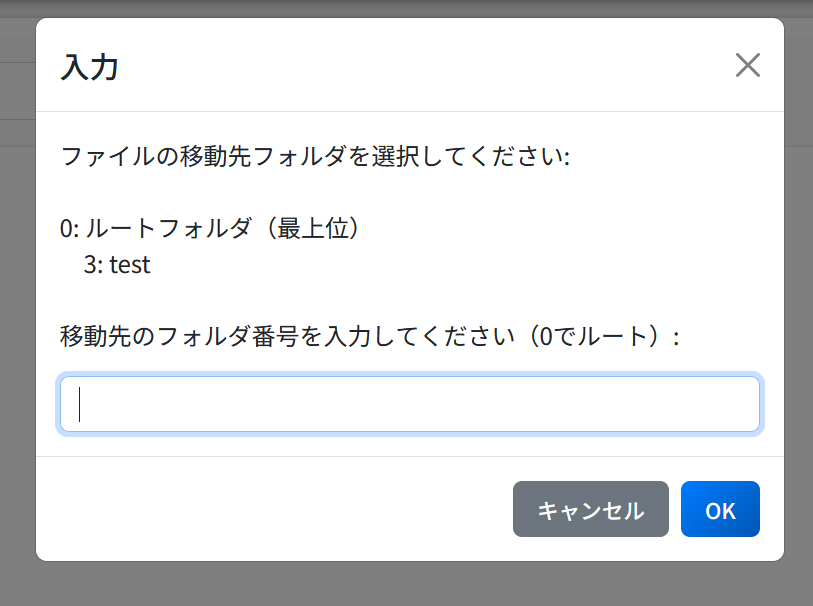 入力
ファイルの移動先フォルダを選択してください:
0: ルートフォルダ（最上位）
3: test
移動先のフォルダ番号を入力してください（0でルート）:
キャンセル
OK